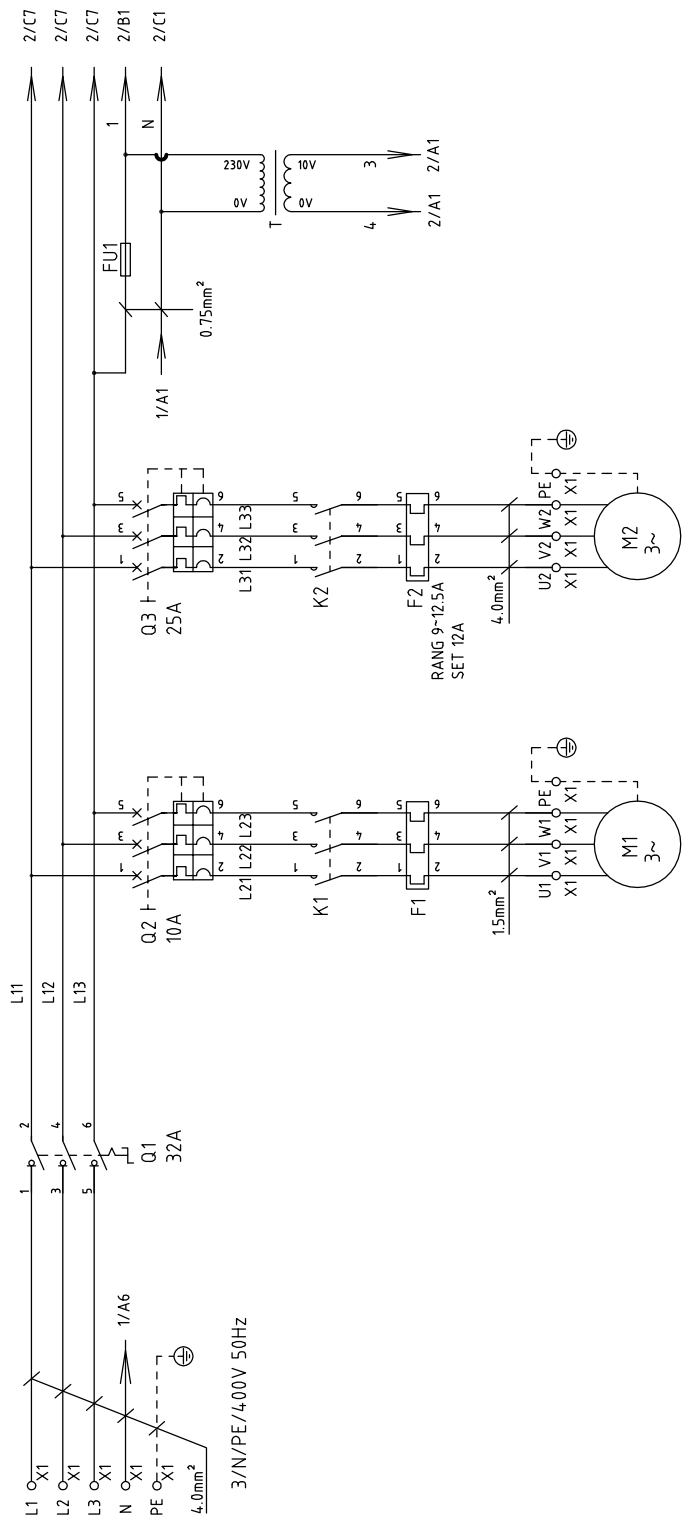 L1
X1
L2
X1
L3
X1
N
X1
PE
X1
4.0mm²
3/N/PE/400V 50Hz
1/A6
1
2
3
4
5
6
Q1
32A
L11
L12
L13
Q2
10A
1
3
5
2
4
6
L21
L22
L23
K1
1
3
5
2
4
6
F1
1
3
5
2
4
6
1.5mm²
U1
V1
W1
PE
X1
X1
X1
X1
M1
3~
Q3
25A
1
3
5
2
4
6
L31
L32
L33
K2
1
3
5
2
4
6
F2
RANG 9~12.5A
SET 12A
1
3
5
2
4
6
4.0mm²
U2
V2
W2
PE
X1
X1
X1
X1
M2
3~
1/A1
0.75mm²
FU1
1
N
230V
0V
T
10V
0V
3
4
2/A1
2/A1
2/C7
2/C7
2/C7
2/B1
2/C1